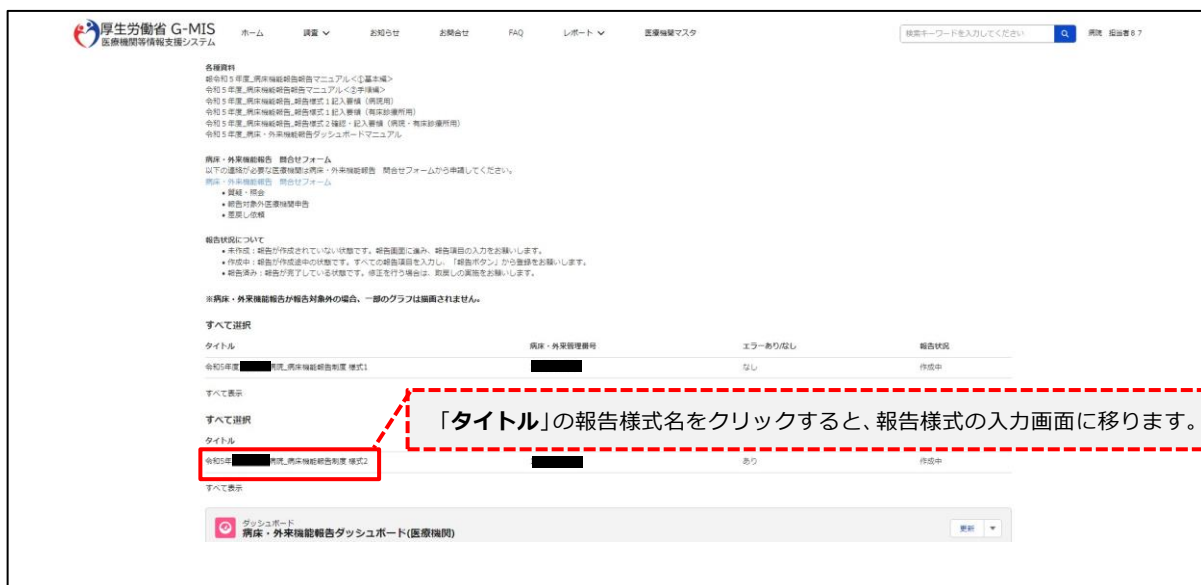 厚生労働省 G-MIS
医療機関等情報支援システム
ホーム 調査 お知らせ お問合せ FAQ レポート 医療機関マスタ 検索キーワードを入力してください 病院 担当者87
各種資料
報令和5年度_病床機能報告報告マニュアル<①基本編>
令和5年度_病床機能報告報告マニュアル<②手順編>
令和5年度_病床機能報告_報告様式1記入要領(病院用)
令和5年度_病床機能報告_報告様式1記入要領(有床診療所用)
令和5年度_病床機能報告_報告様式2確認・記入要領(病院・有床診療所用)
令和5年度_病床・外来機能報告ダッシュボードマニュアル
病床・外来機能報告 問合せフォーム
以下の連絡が必要な医療機関は病床・外来機能報告 問合せフォームから申請してください。
病床・外来機能報告 問合せフォーム
• 質疑・照会
• 報告対象外医療機関申告
• 差戻し依頼
報告状況について
• 未作成:報告が作成されていない状態です。報告画面に進み、報告項目の入力をお願いします。
• 作成中:報告が作成途中の状態です。すべての報告項目を入力し、「報告ボタン」から登録をお願いします。
• 報告済み:報告が完了している状態です。修正を行う場合は、取戻しの実施をお願いします。
※病床・外来機能報告が報告対象外の場合、一部のグラフは描画されません。
すべて選択
タイトル 病床・外来管理番号 エラーあり/なし 報告状況
令和5年度 病院_病床機能報告制度 様式1 なし 作成中
すべて表示
「タイトル」の報告様式名をクリックすると、報告様式の入力画面に移ります。
すべて選択
タイトル
令和5年 病院_病床機能報告制度 様式2 あり 作成中
すべて表示
ダッシュボード
病床・外来機能報告ダッシュボード(医療機関) 更新